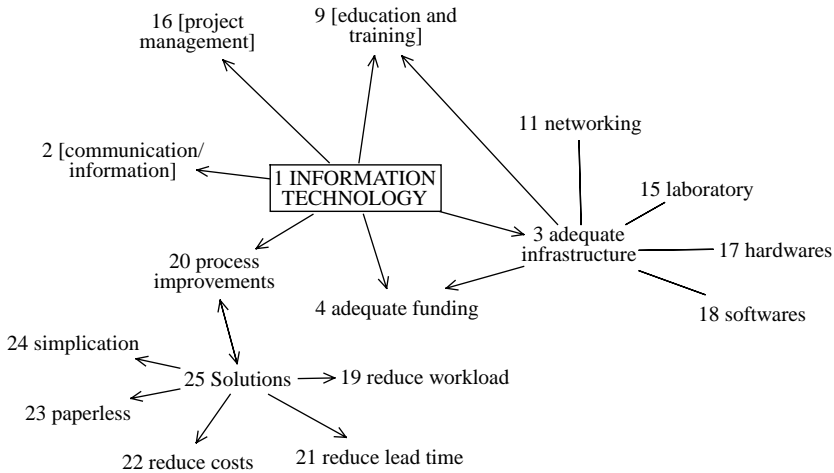 16 [project
management]
9 [education and
training]
11 networking
2 [communication/
information]
1 INFORMATION
TECHNOLOGY
15 laboratory
3 adequate
infrastructure
17 hardwares
20 process
improvements
4 adequate funding
18 softwares
24 simplication
25 Solutions
19 reduce workload
23 paperless
22 reduce costs
21 reduce lead time